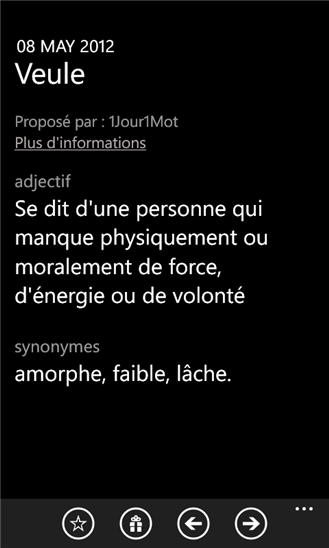 08 MAY 2012
Veule
Proposé par : 1Jour1Mot
Plus d'informations
adjectif
Se dit d'une personne qui
manque physiquement ou
moralement de force,
d'énergie ou de volonté
synonymes
amorphe, faible, lâche.